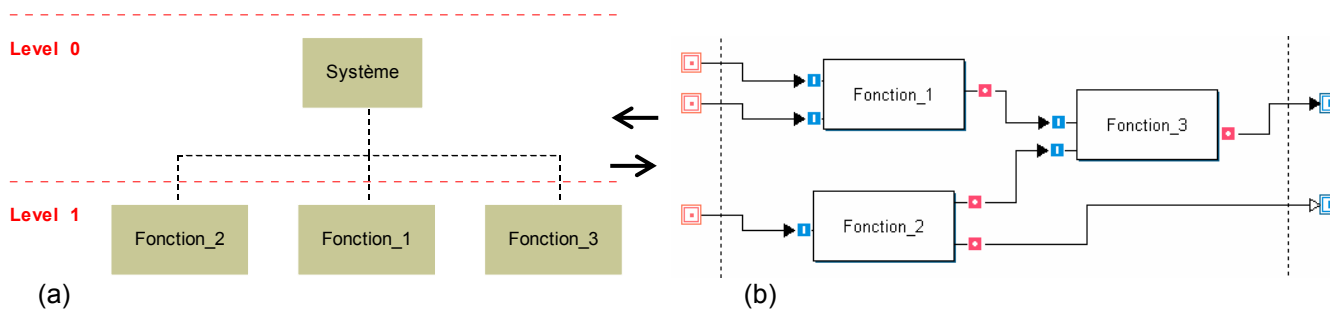 Level 0
Système
Level 1
Fonction_2
Fonction_1
Fonction_3
(a)
Fonction_1
Fonction_3
Fonction_2
(b)